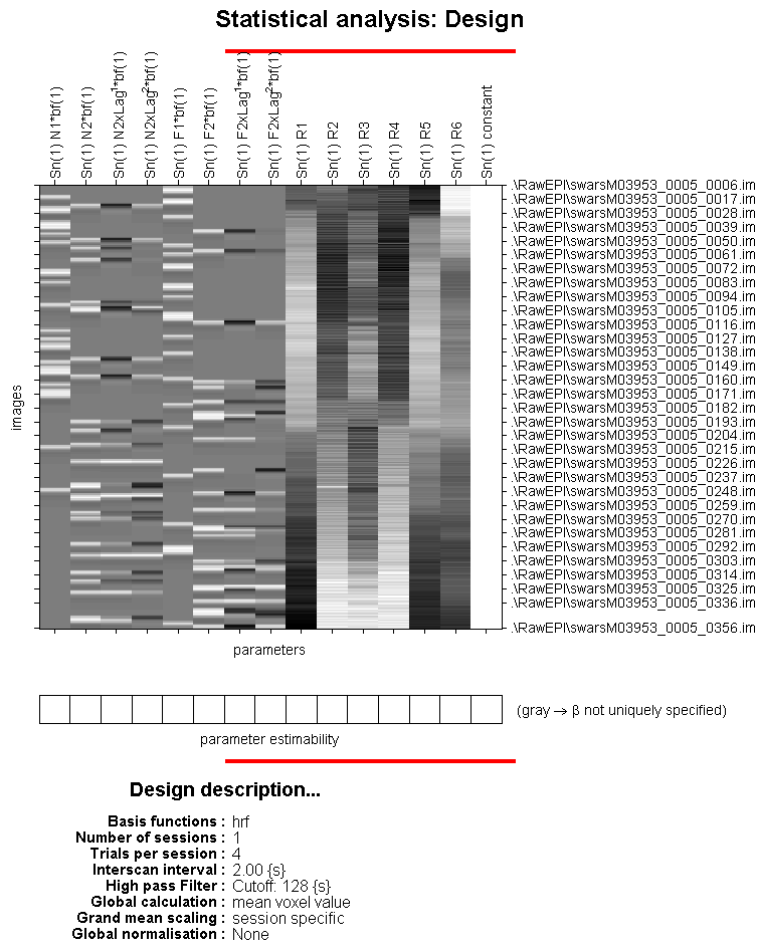 Statistical analysis: Design
Sn(1) N1*bf(1)
Sn(1) N2*bf(1)
Sn(1) N2xLag¹*bf(1)
Sn(1) N2xLag²*bf(1)
Sn(1) F1*bf(1)
Sn(1) F2*bf(1)
Sn(1) F2xLag¹*bf(1)
Sn(1) F2xLag²*bf(1)
Sn(1) R1
Sn(1) R2
Sn(1) R3
Sn(1) R4
Sn(1) R5
Sn(1) R6
Sn(1) constant
images
.\RawEPI\swarsM03953_0005_0006.im
.\RawEPI\swarsM03953_0005_0017.im
.\RawEPI\swarsM03953_0005_0028.im
.\RawEPI\swarsM03953_0005_0039.im
.\RawEPI\swarsM03953_0005_0050.im
.\RawEPI\swarsM03953_0005_0061.im
.\RawEPI\swarsM03953_0005_0072.im
.\RawEPI\swarsM03953_0005_0083.im
.\RawEPI\swarsM03953_0005_0094.im
.\RawEPI\swarsM03953_0005_0105.im
.\RawEPI\swarsM03953_0005_0116.im
.\RawEPI\swarsM03953_0005_0127.im
.\RawEPI\swarsM03953_0005_0138.im
.\RawEPI\swarsM03953_0005_0149.im
.\RawEPI\swarsM03953_0005_0160.im
.\RawEPI\swarsM03953_0005_0171.im
.\RawEPI\swarsM03953_0005_0182.im
.\RawEPI\swarsM03953_0005_0193.im
.\RawEPI\swarsM03953_0005_0204.im
.\RawEPI\swarsM03953_0005_0215.im
.\RawEPI\swarsM03953_0005_0226.im
.\RawEPI\swarsM03953_0005_0237.im
.\RawEPI\swarsM03953_0005_0248.im
.\RawEPI\swarsM03953_0005_0259.im
.\RawEPI\swarsM03953_0005_0270.im
.\RawEPI\swarsM03953_0005_0281.im
.\RawEPI\swarsM03953_0005_0292.im
.\RawEPI\swarsM03953_0005_0303.im
.\RawEPI\swarsM03953_0005_0314.im
.\RawEPI\swarsM03953_0005_0325.im
.\RawEPI\swarsM03953_0005_0336.im
.\RawEPI\swarsM03953_0005_0356.im
parameters
(gray → β not uniquely specified)
parameter estimability
Design description...
Basis functions : hrf
Number of sessions : 1
Trials per session : 4
Interscan interval : 2.00 {s}
High pass Filter : Cutoff: 128 {s}
Global calculation : mean voxel value
Grand mean scaling : session specific
Global normalisation : None